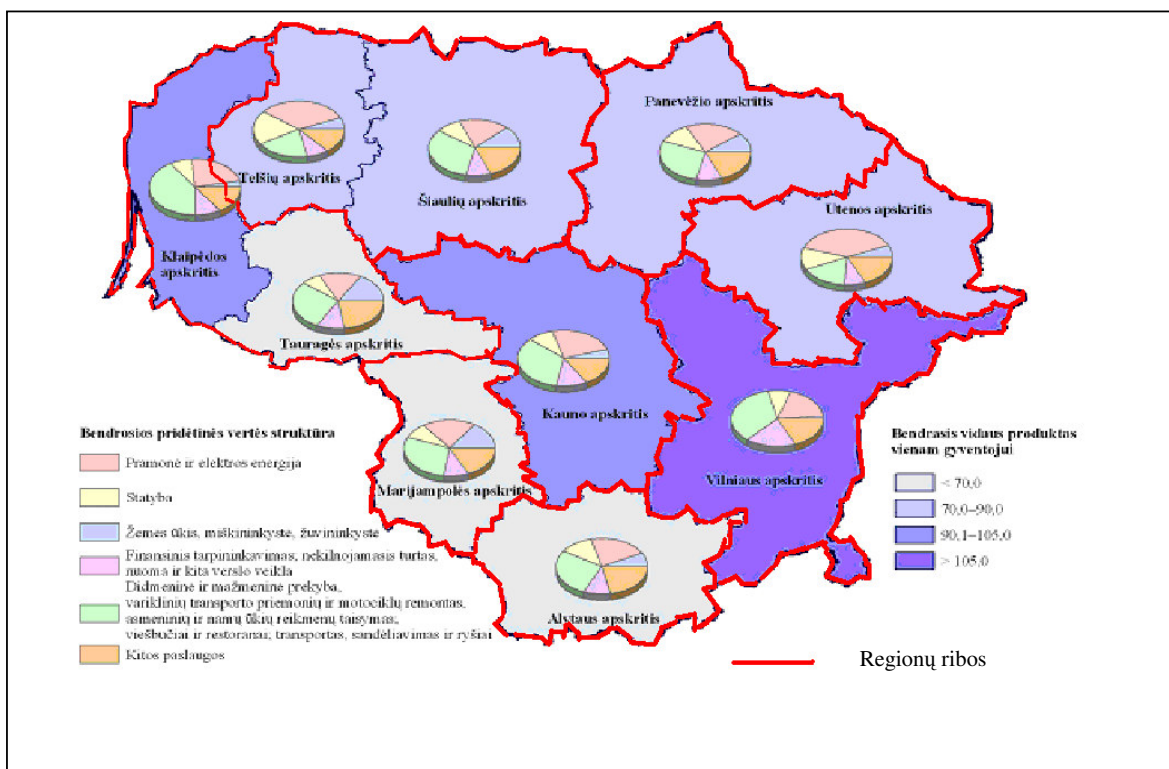 Panevėžio apskritis
Telšių apskritis
Šiaulių apskritis
Utenos apskritis
Klaipėdos
apskritis
Tauragės apskritis
Kauno apskritis
Vilniaus apskritis
Marijampolės apskritis
Alytaus apskritis
Bendrosios pridėtinės vertės struktūra
Pramonė ir elektros energija
Statyba
Žemės ūkis, miškininkystė, žuvininkystė
Finansinis tarpininkavimas, nekilnojamasis turtas,
nuoma ir kita verslo veikla
Didmeninė ir mažmeninė prekyba,
variklinių transporto priemonių ir motociklų remontas,
asmeninių ir namų ūkių reikmenų taisymas,
viešbučiai ir restoranai, transportas, sandėliavimas ir ryšiai
Kitos paslaugos
Bendrasis vidaus produktas
vienam gyventojui
< 70,0
70,0–90,0
90,1–105,0
> 105,0
Regionų ribos